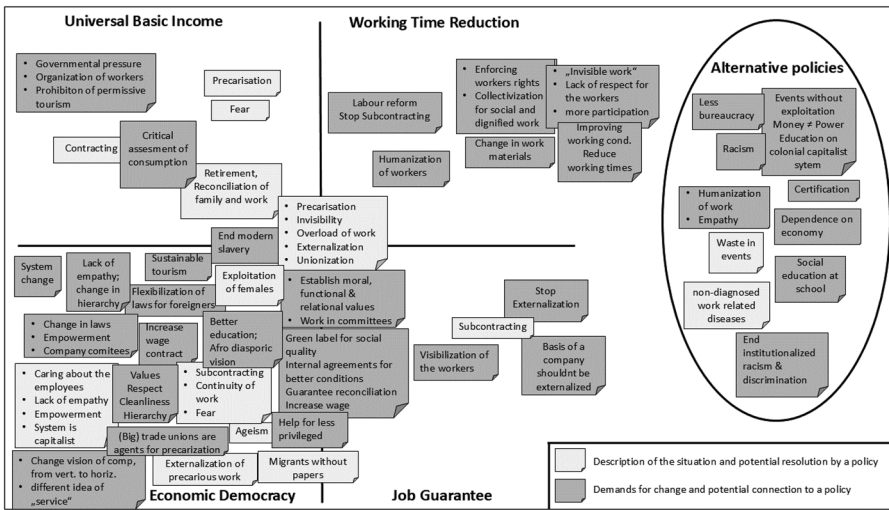 Universal Basic Income
• Governmental pressure
• Organization of workers
• Prohibiton of permissive
tourism
Precarisation
Fear
Contracting
Critical
assesment of
consumption
Retirement,
Reconciliation of
family and work
Working Time Reduction
Labour reform
Stop Subcontracting
• Enforcing
workers rights
• Collectivization
for social and
dignified work
• „Invisible work“
• Lack of respect for
the workers
more participation
Humanization
of workers
Change in work
materials
Improving
working cond.
Reduce
working times
• Precarisation
• Invisibility
• Overload of work
• Externalization
• Unionization
Alternative policies
Less
bureaucracy
Events without
exploitation
Money ≠ Power
Education on
colonial capitalist
sytem
Racism
• Humanization
of work
• Empathy
Certification
Dependence on
economy
Waste in
events
Social
education at
school
non-diagnosed
work related
diseases
End
institutionalized
racism &
discrimination
End modern
slavery
System
change
Lack of
empathy;
change in
hierarchy
Sustainable
tourism
Exploitation
of females
Flexibilization of
laws for foreigners
• Establish moral,
functional &
relational values
• Work in committees
• Change in laws
• Empowerment
• Company comitees
Increase
wage
contract
Better
education;
Afro diasporic
vision
Green label for social
quality
Internal agreements for
better conditions
Guarantee reconciliation
Increase wage
• Caring about the
employees
• Lack of empathy
• Empowerment
• System is
capitalist
Values
Respect
Cleanliness
Hierarchy
• Subcontracting
• Continuity of
work
• Fear
(Big) trade unions are
agents for precarization
Ageism
Help for less
privileged
• Change vision of comp,
from vert. to horiz.
• different idea of
„service“
Externalization of
precarious work
Migrants without
papers
Economic Democracy
Stop
Externalization
Subcontracting
Visibilization of
the workers
Basis of a
company
shouldnt be
externalized
Job Guarantee
Description of the situation and potential resolution by a policy
Demands for change and potential connection to a policy